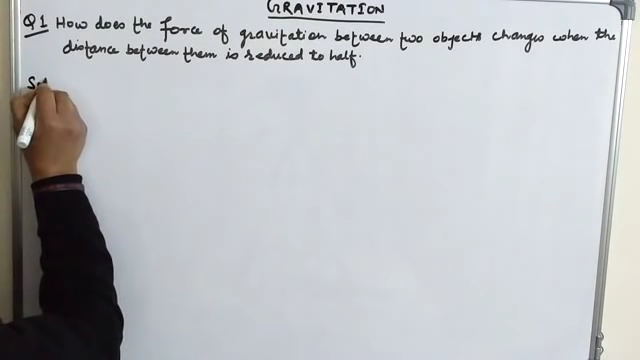 GRAVITATION
Q1 How does the force of gravitation between two objects changes when the
distance between them is reduced to half.